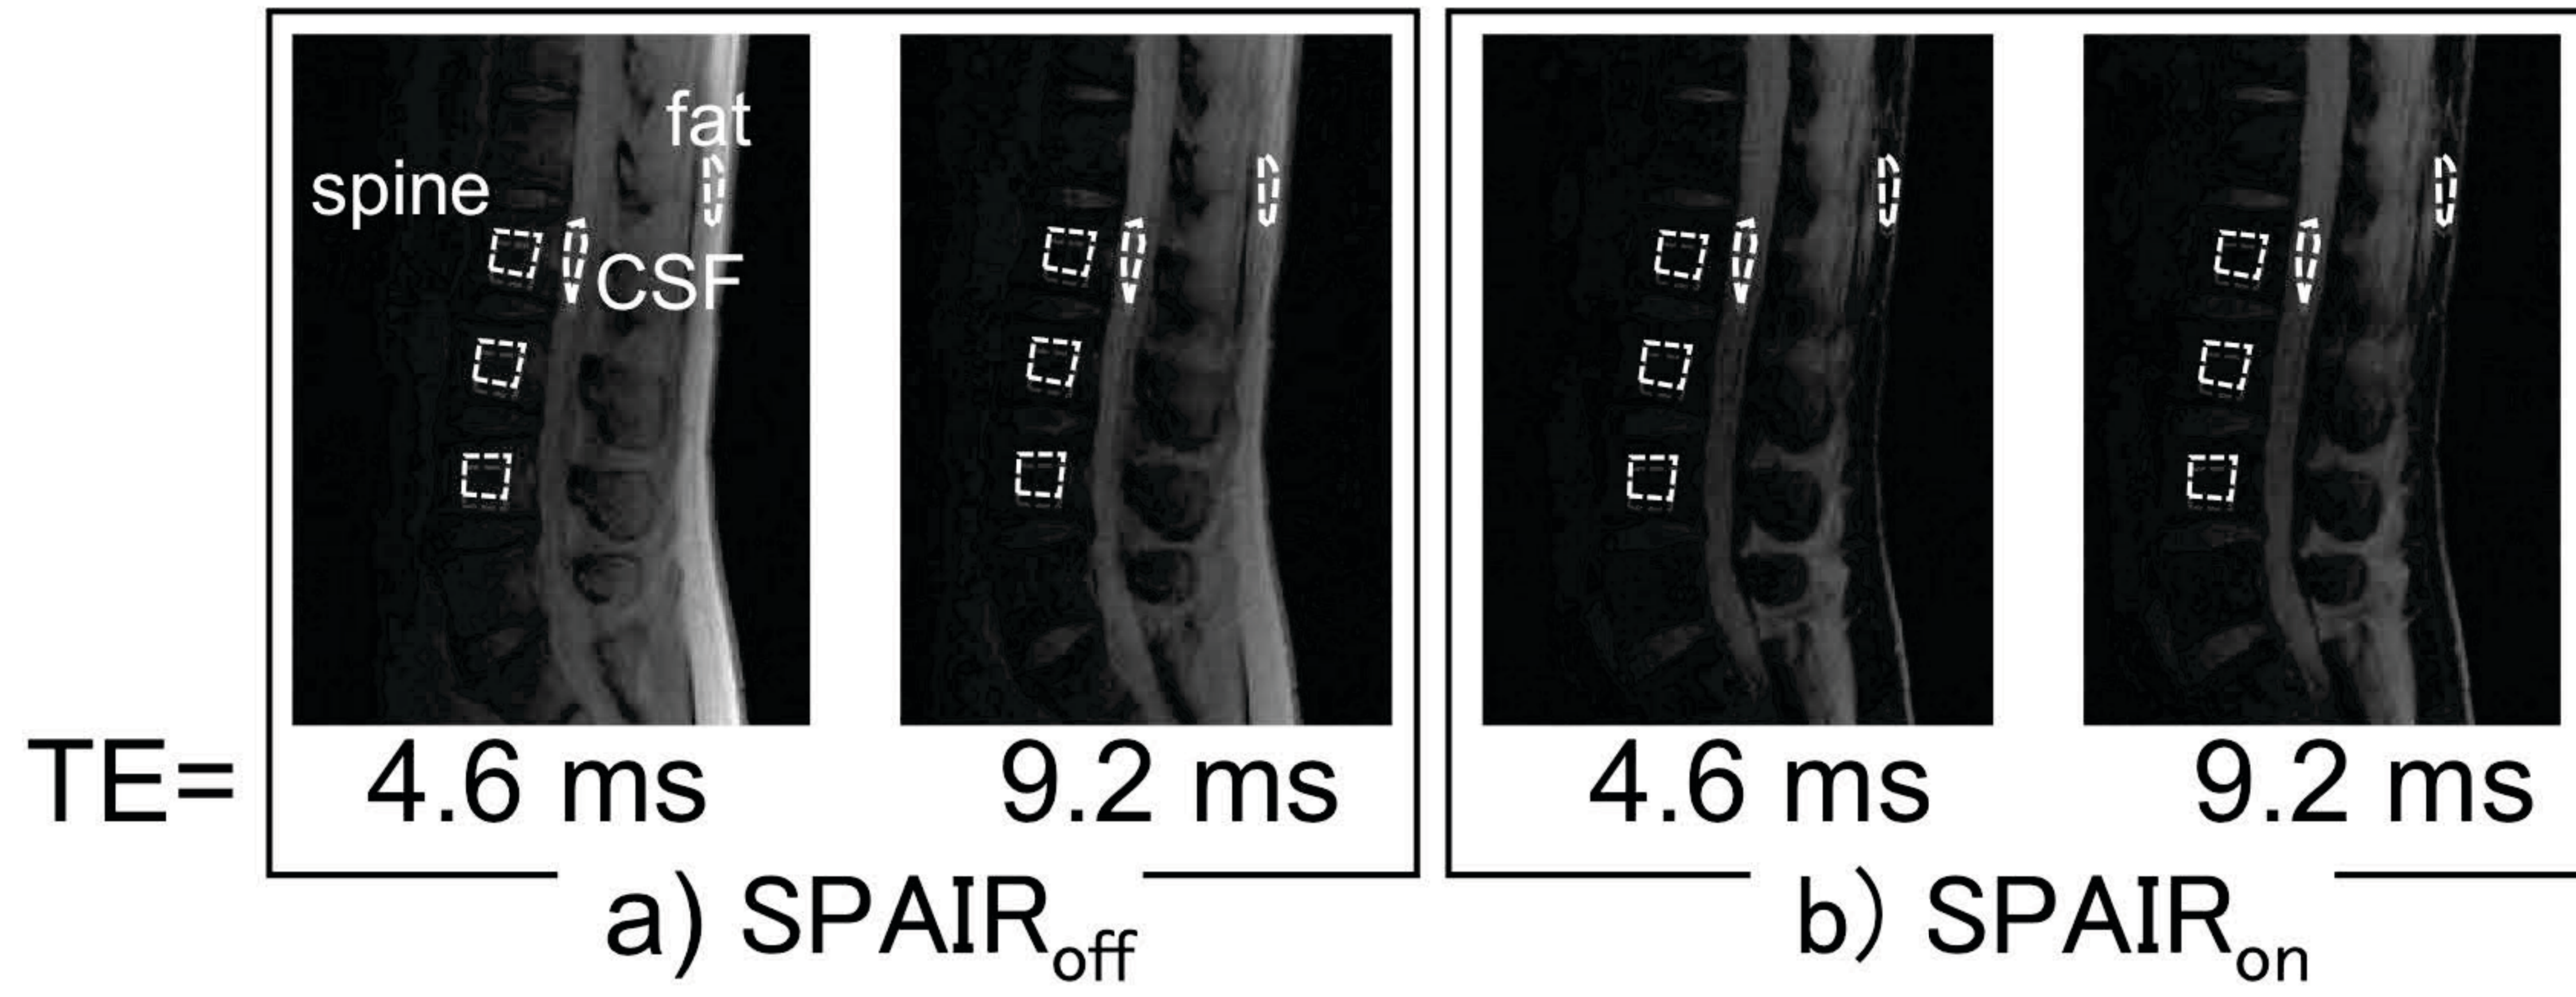 fat
spine
CSF
TE= 4.6 ms 9.2 ms 4.6 ms 9.2 ms
a) SPAIRoff b) SPAIRon